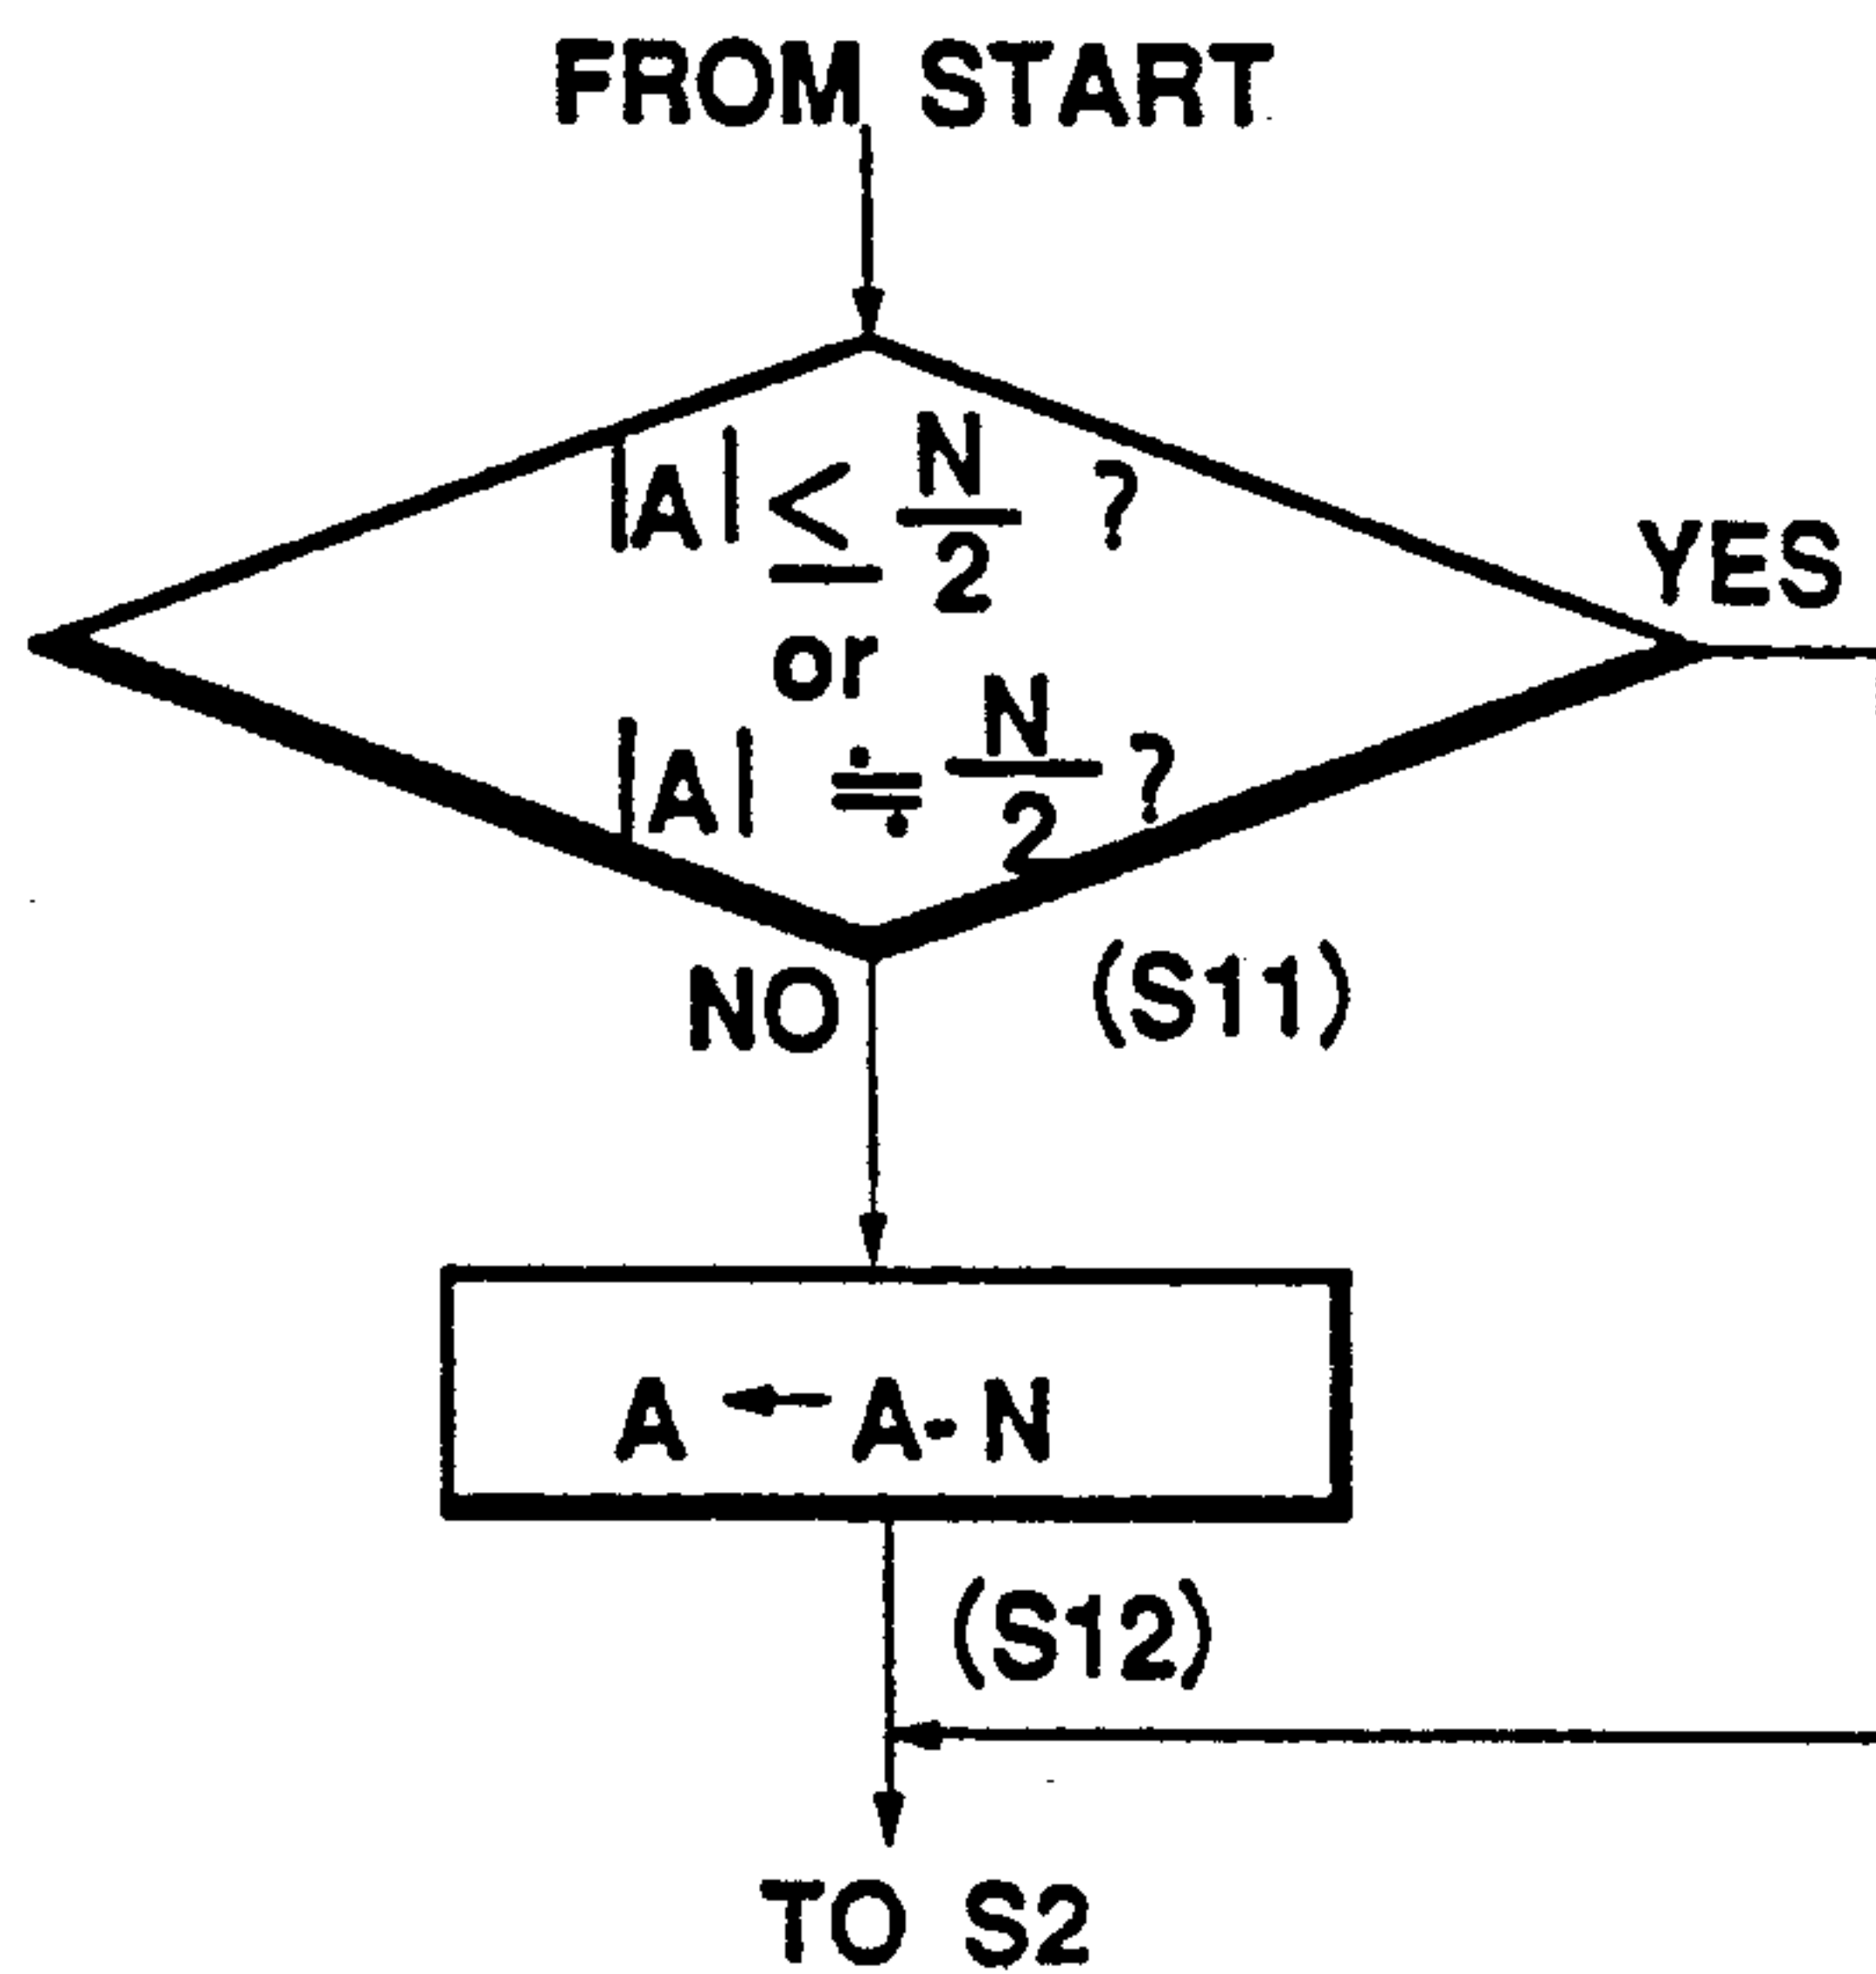 FROM START
|A| ≤ N/2 ?
YES
or
|A| ≒ N/2 ?
NO
(S11)
A ← A-N
(S12)
TO S2